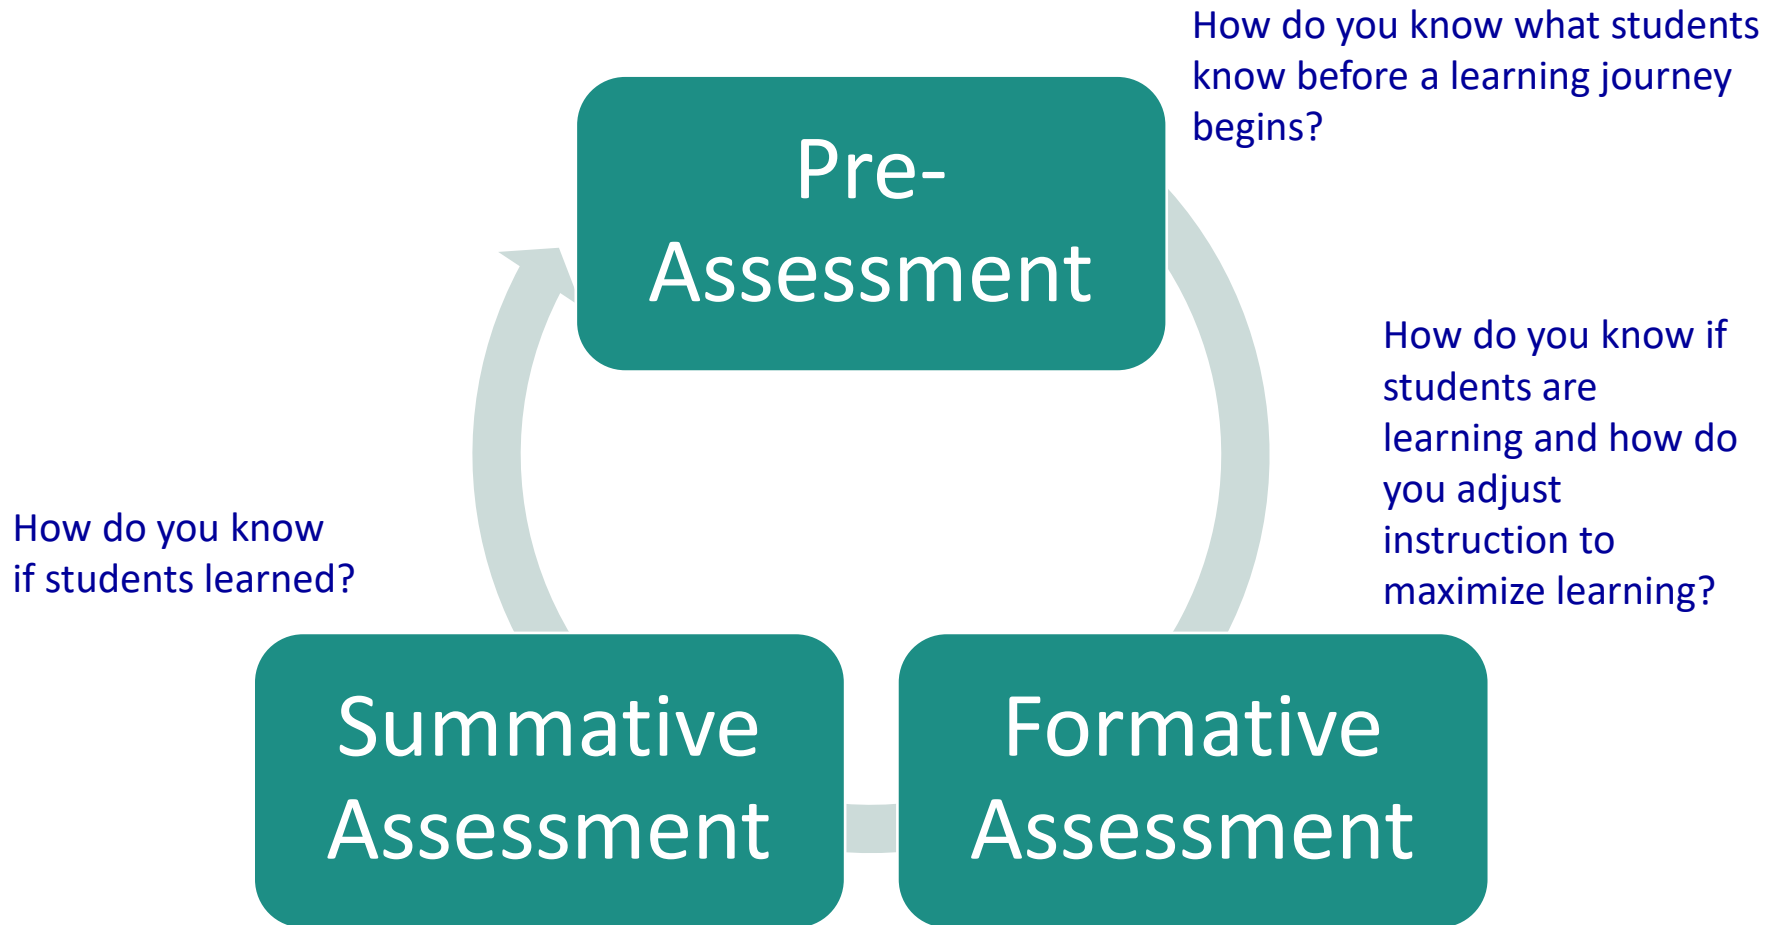 How do you know what students
know before a learning journey
begins?
Pre-
Assessment
How do you know if
students are
learning and how do
you adjust
instruction to
maximize learning?
How do you know
if students learned?
Summative
Assessment
Formative
Assessment